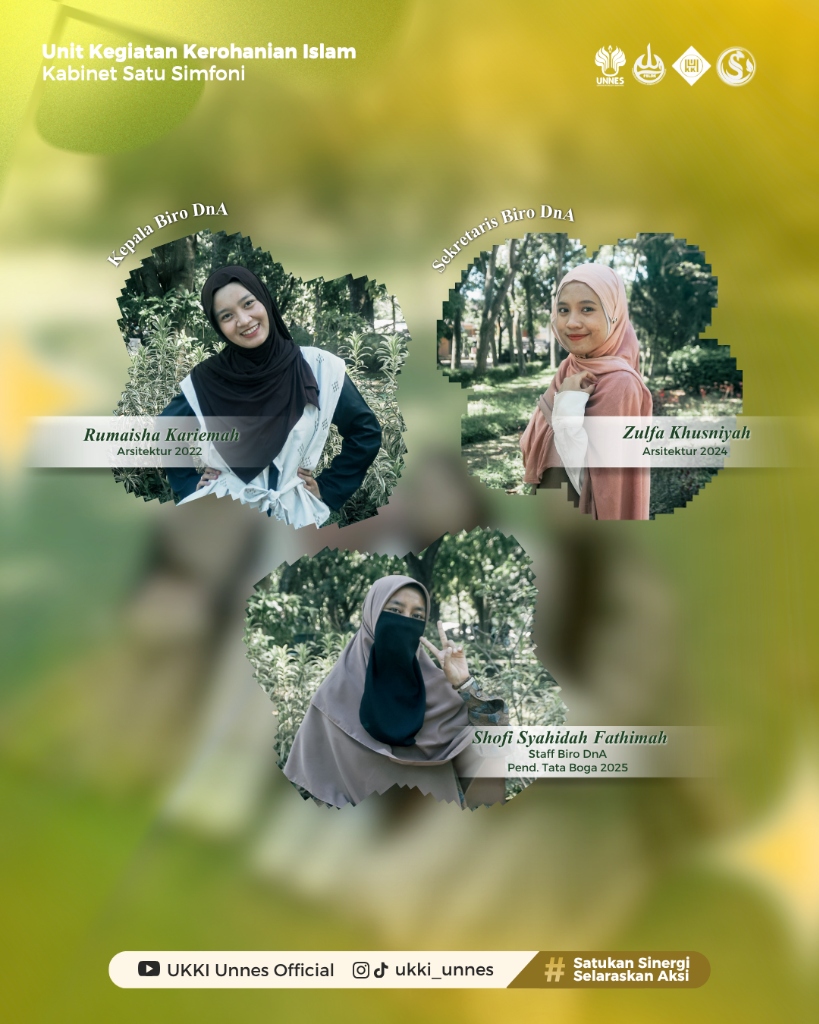 Unit Kegiatan Kerohanian Islam
Kabinet Satu Simfoni
UNNES
UKKI
Kepala Biro DnA
Sekretaris Biro DnA
Rumaisha Kariemah
Arsitektur 2022
Zulfa Khusniyah
Arsitektur 2024
Shofi Syahidah Fathimah
Staff Biro DnA
Pend. Tata Boga 2025
UKKI Unnes Official
ukki_unnes
# Satukan Sinergi
Selaraskan Aksi